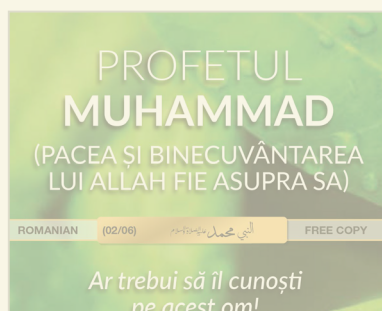 PROFETUL
MUHAMMAD
(PACEA ȘI BINECUVÂNTAREA
LUI ALLAH FIE ASUPRA SA)
ROMANIAN (02/06) النبي محمد FREE COPY
Ar trebui să îl cunoști
pe acest om!